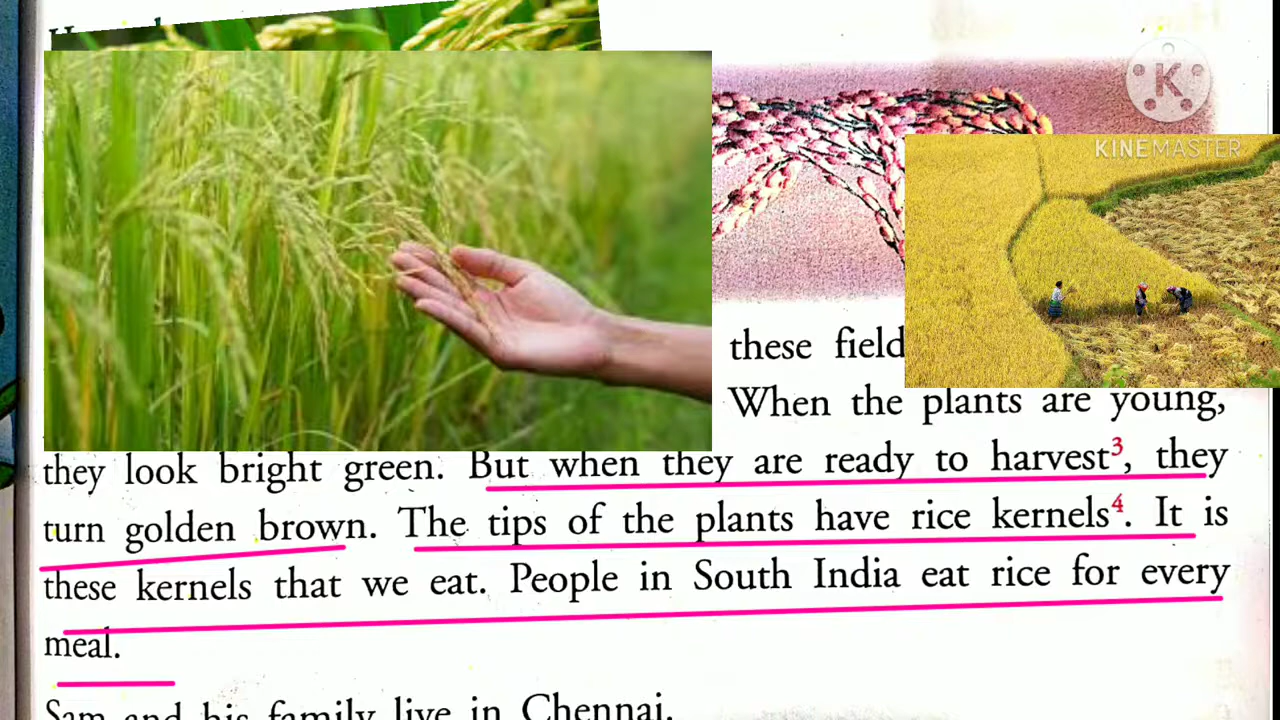 K
KINEMASTER
these field
When the plants are young,
they look bright green. But when they are ready to harvest³, they
turn golden brown. The tips of the plants have rice kernels⁴. It is
these kernels that we eat. People in South India eat rice for every
meal.
Sam and his family live in Chennai.